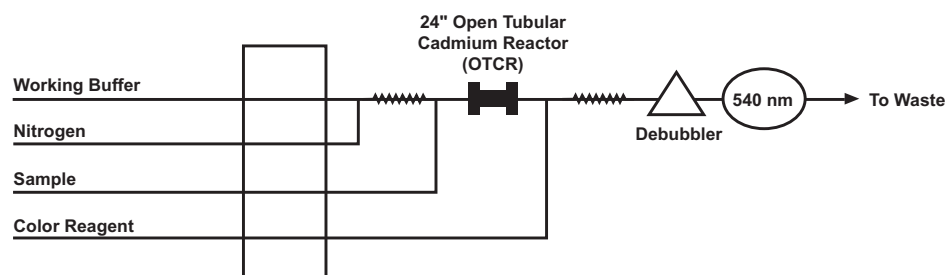 24" Open Tubular
Cadmium Reactor
(OTCR)
Working Buffer
Nitrogen
Sample
Color Reagent
Debubbler
540 nm
To Waste